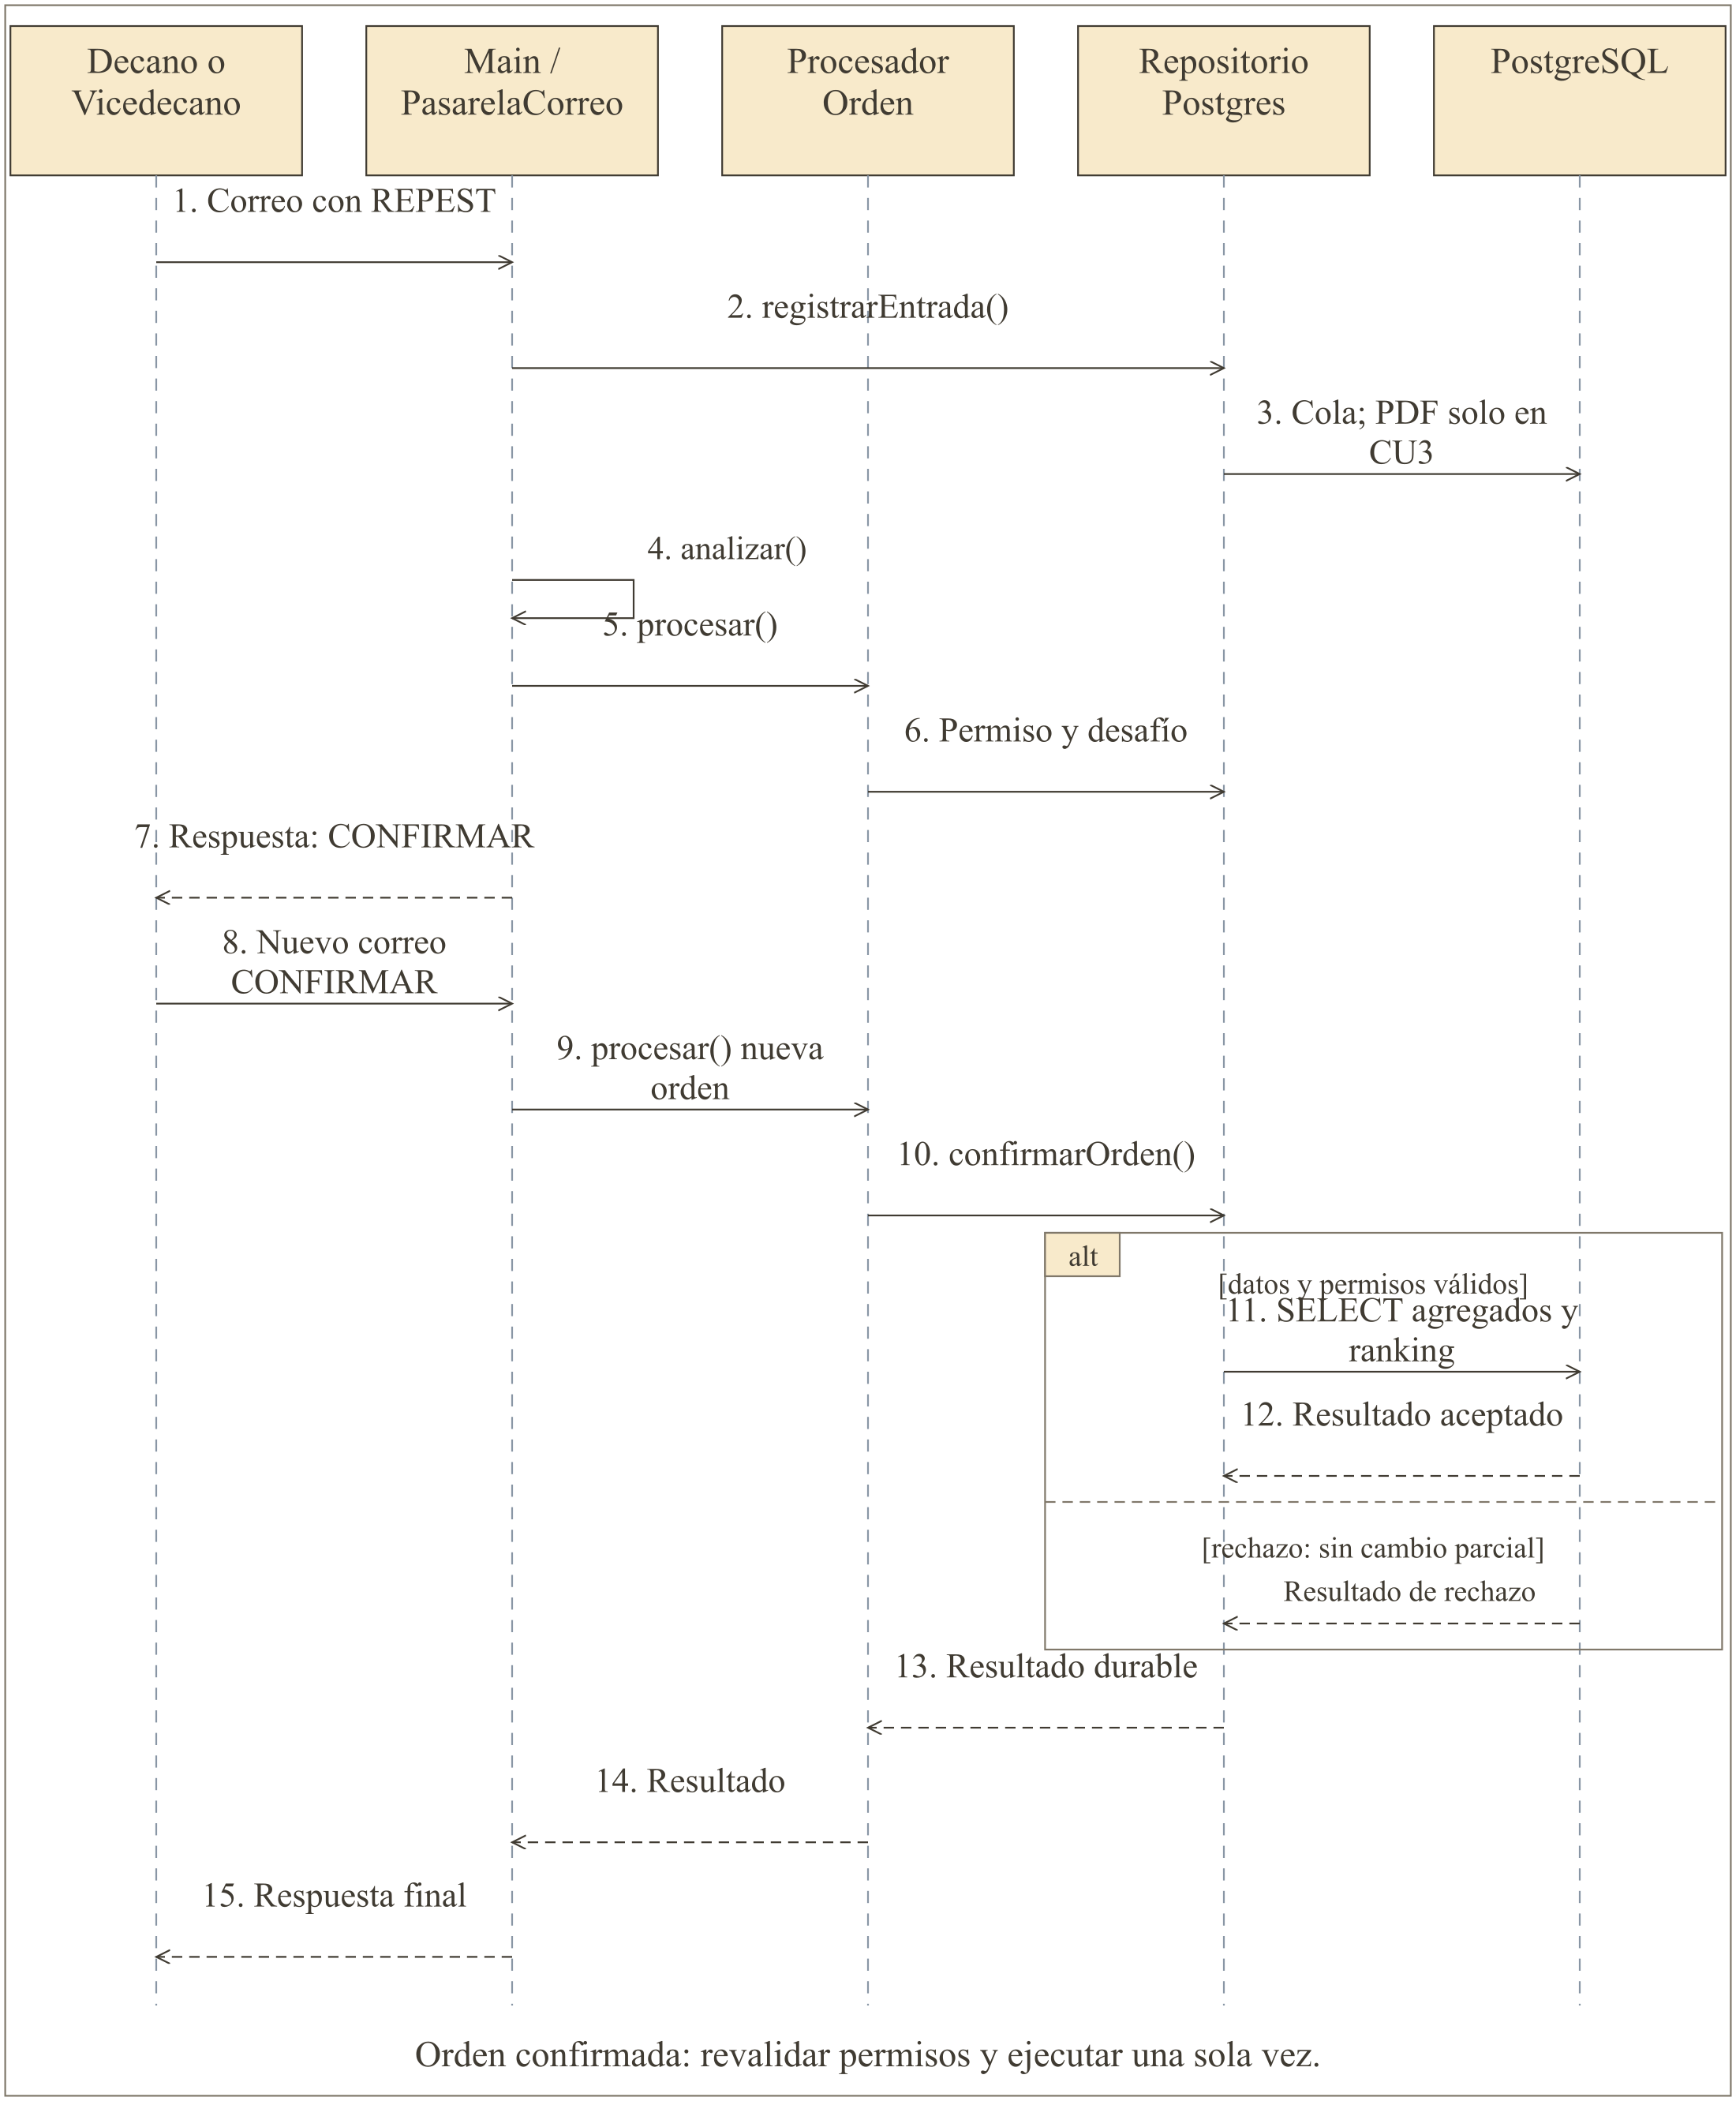 Decano o
Vicedecano
Main /
PasarelaCorreo
Procesador
Orden
Repositorio
Postgres
PostgreSQL
1. Correo con REPEST
2. registrarEntrada()
3. Cola; PDF solo en
CU3
4. analizar()
5. procesar()
6. Permiso y desafío
7. Respuesta: CONFIRMAR
8. Nuevo correo
CONFIRMAR
9. procesar() nueva
orden
10. confirmarOrden()
alt
[datos y permisos válidos]
11. SELECT agregados y
ranking
12. Resultado aceptado
[rechazo: sin cambio parcial]
Resultado de rechazo
13. Resultado durable
14. Resultado
15. Respuesta final
Orden confirmada: revalidar permisos y ejecutar una sola vez.